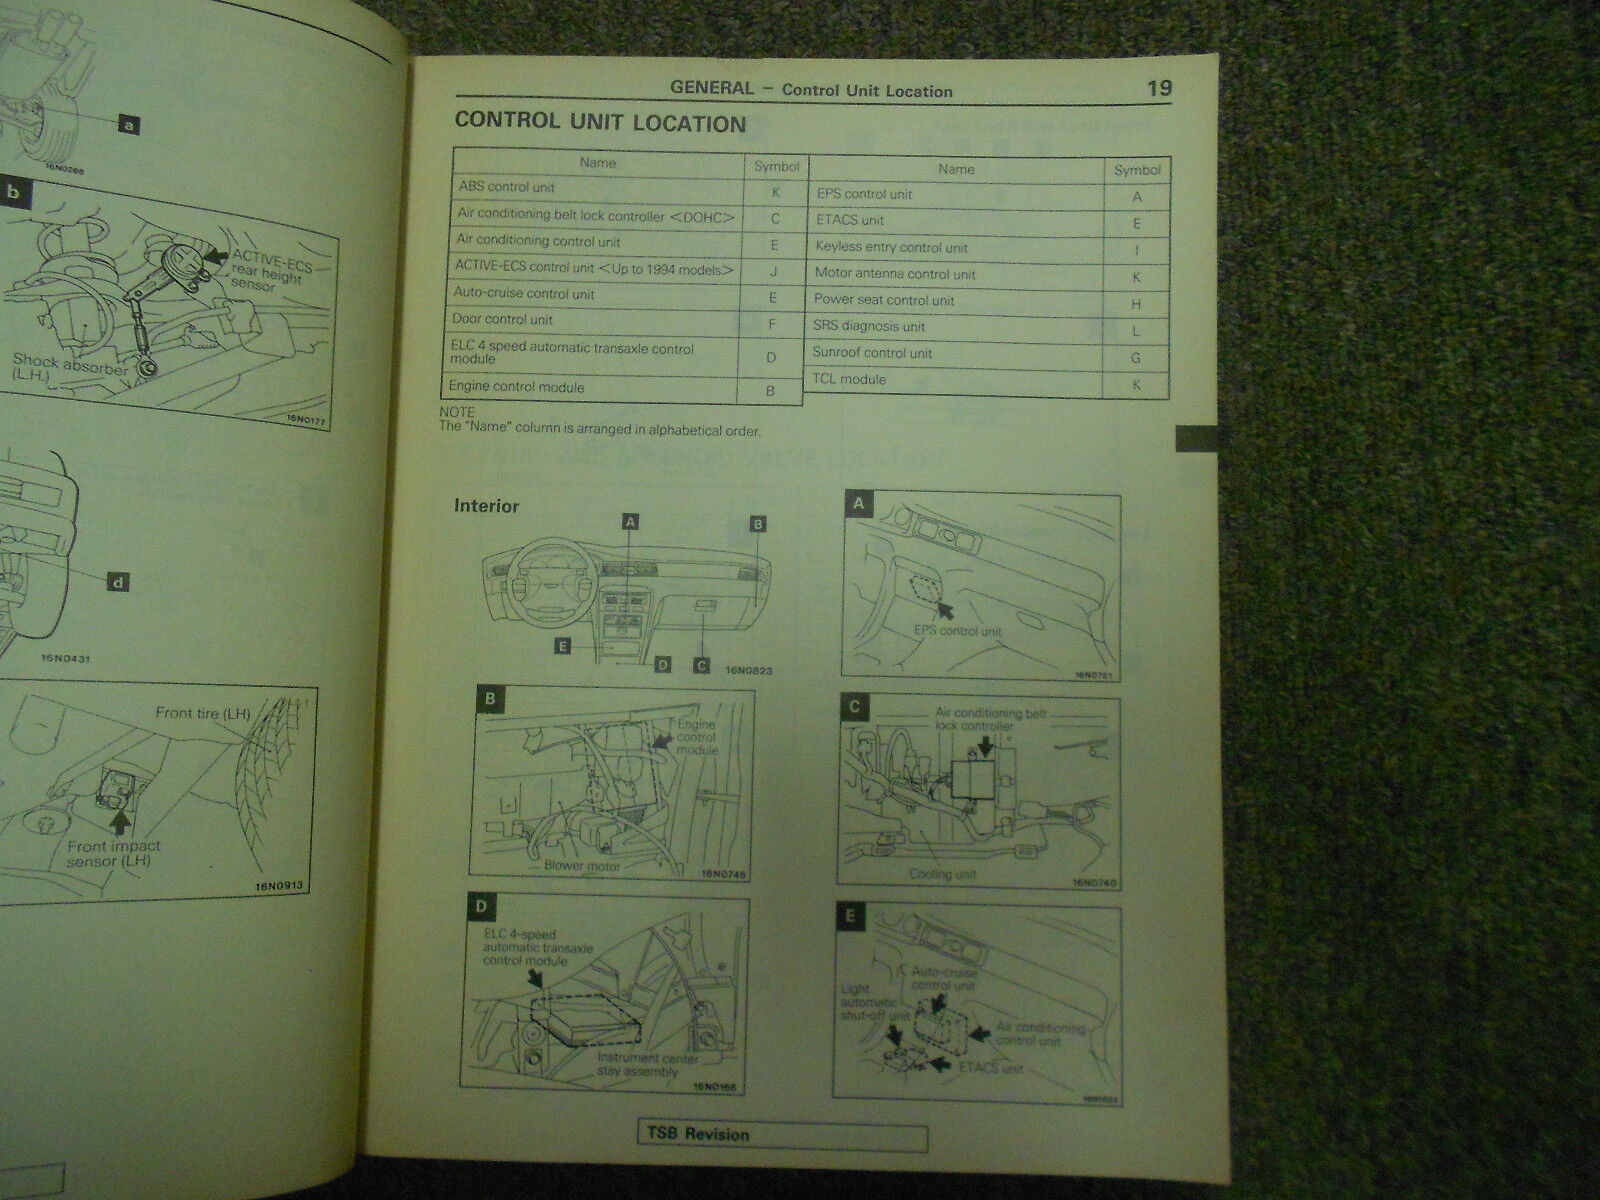 a
16N0288
b
ACTIVE-ECS
rear height
sensor
Shock absorber
(L.H.)
16N0177
d
16N0431
Front tire (LH)
Front impact
sensor (LH)
16N0913
GENERAL – Control Unit Location
19
CONTROL UNIT LOCATION
Name Symbol Name Symbol
ABS control unit K EPS control unit A
Air conditioning belt lock controller <DOHC> C ETACS unit E
Air conditioning control unit E Keyless entry control unit I
ACTIVE-ECS control unit <Up to 1994 models> J Motor antenna control unit K
Auto-cruise control unit E Power seat control unit H
Door control unit F SRS diagnosis unit L
ELC 4 speed automatic transaxle control
module D Sunroof control unit G
Engine control module B TCL module K
NOTE
The "Name" column is arranged in alphabetical order.
Interior
A
B
E
D
C
16N0823
A
EPS control unit
16N0751
B
Engine
control
module
Blower motor
16N0746
C
Air conditioning belt
lock controller
Cooling unit
16N0740
D
ELC 4-speed
automatic transaxle
control module
Instrument center
stay assembly
16N0166
E
Auto-cruise
control unit
Light
automatic
shut-off unit
Air conditioning
control unit
ETACS unit
TSB Revision